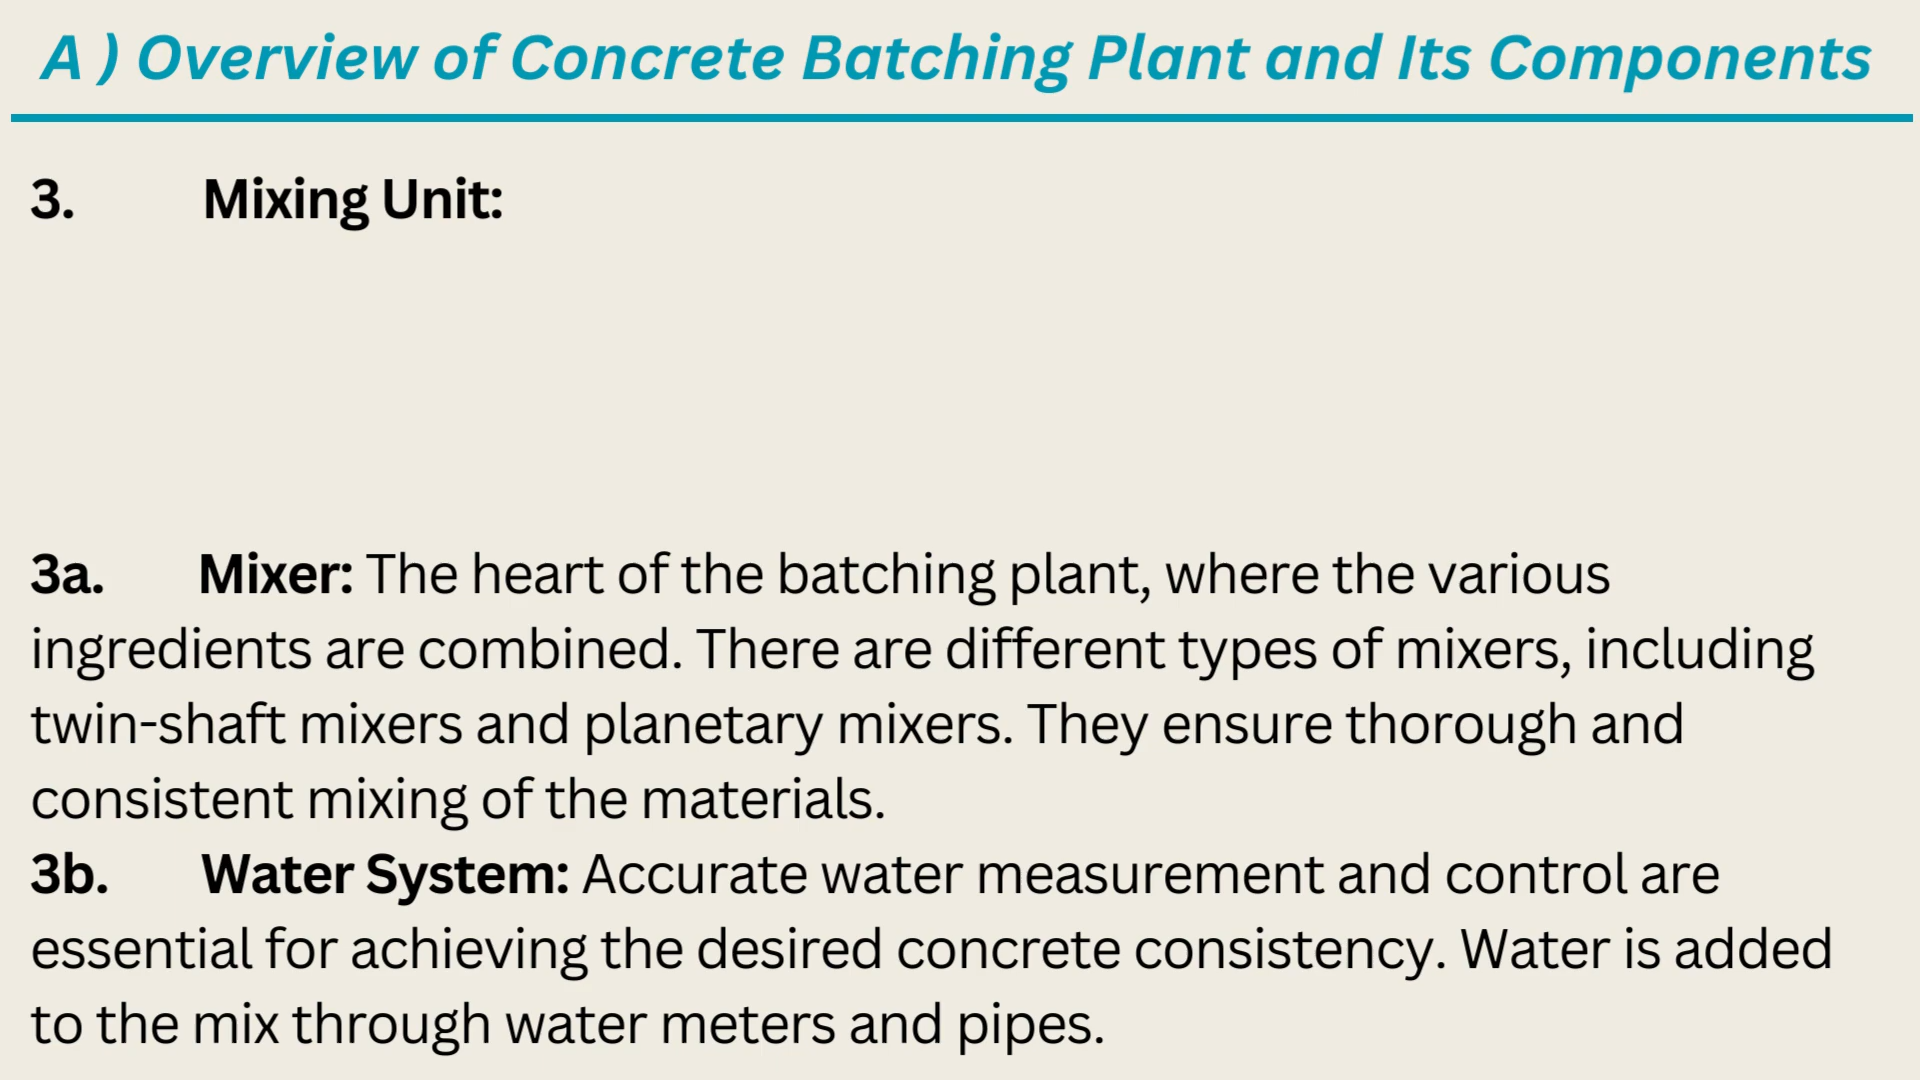 A ) Overview of Concrete Batching Plant and Its Components
3. Mixing Unit:
3a. Mixer: The heart of the batching plant, where the various
ingredients are combined. There are different types of mixers, including
twin-shaft mixers and planetary mixers. They ensure thorough and
consistent mixing of the materials.
3b. Water System: Accurate water measurement and control are
essential for achieving the desired concrete consistency. Water is added
to the mix through water meters and pipes.